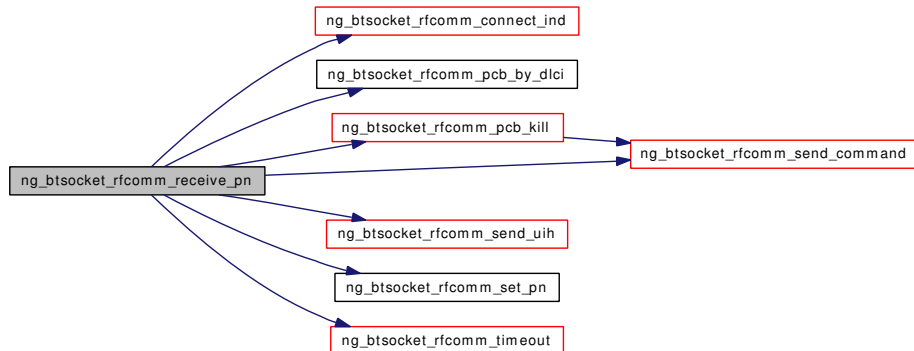 ng_btsocket_rfcomm_connect_ind
ng_btsocket_rfcomm_pcb_by_dlci
ng_btsocket_rfcomm_pcb_kill
ng_btsocket_rfcomm_send_command
ng_btsocket_rfcomm_receive_pn
ng_btsocket_rfcomm_send_uih
ng_btsocket_rfcomm_set_pn
ng_btsocket_rfcomm_timeout